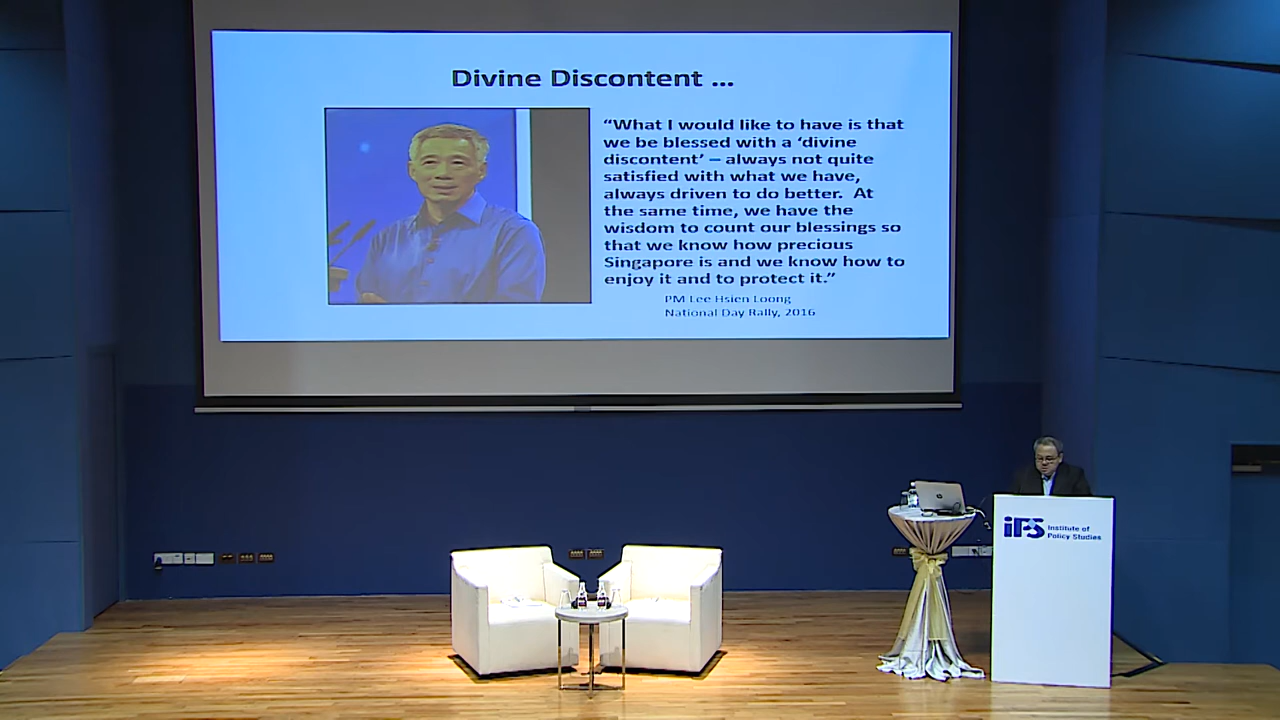 Divine Discontent ...
“What I would like to have is that
we be blessed with a ‘divine
discontent’ – always not quite
satisfied with what we have,
always driven to do better. At
the same time, we have the
wisdom to count our blessings so
that we know how precious
Singapore is and we know how to
enjoy it and to protect it.”
PM Lee Hsien Loong
National Day Rally, 2016
iPS
Institute of
Policy Studies